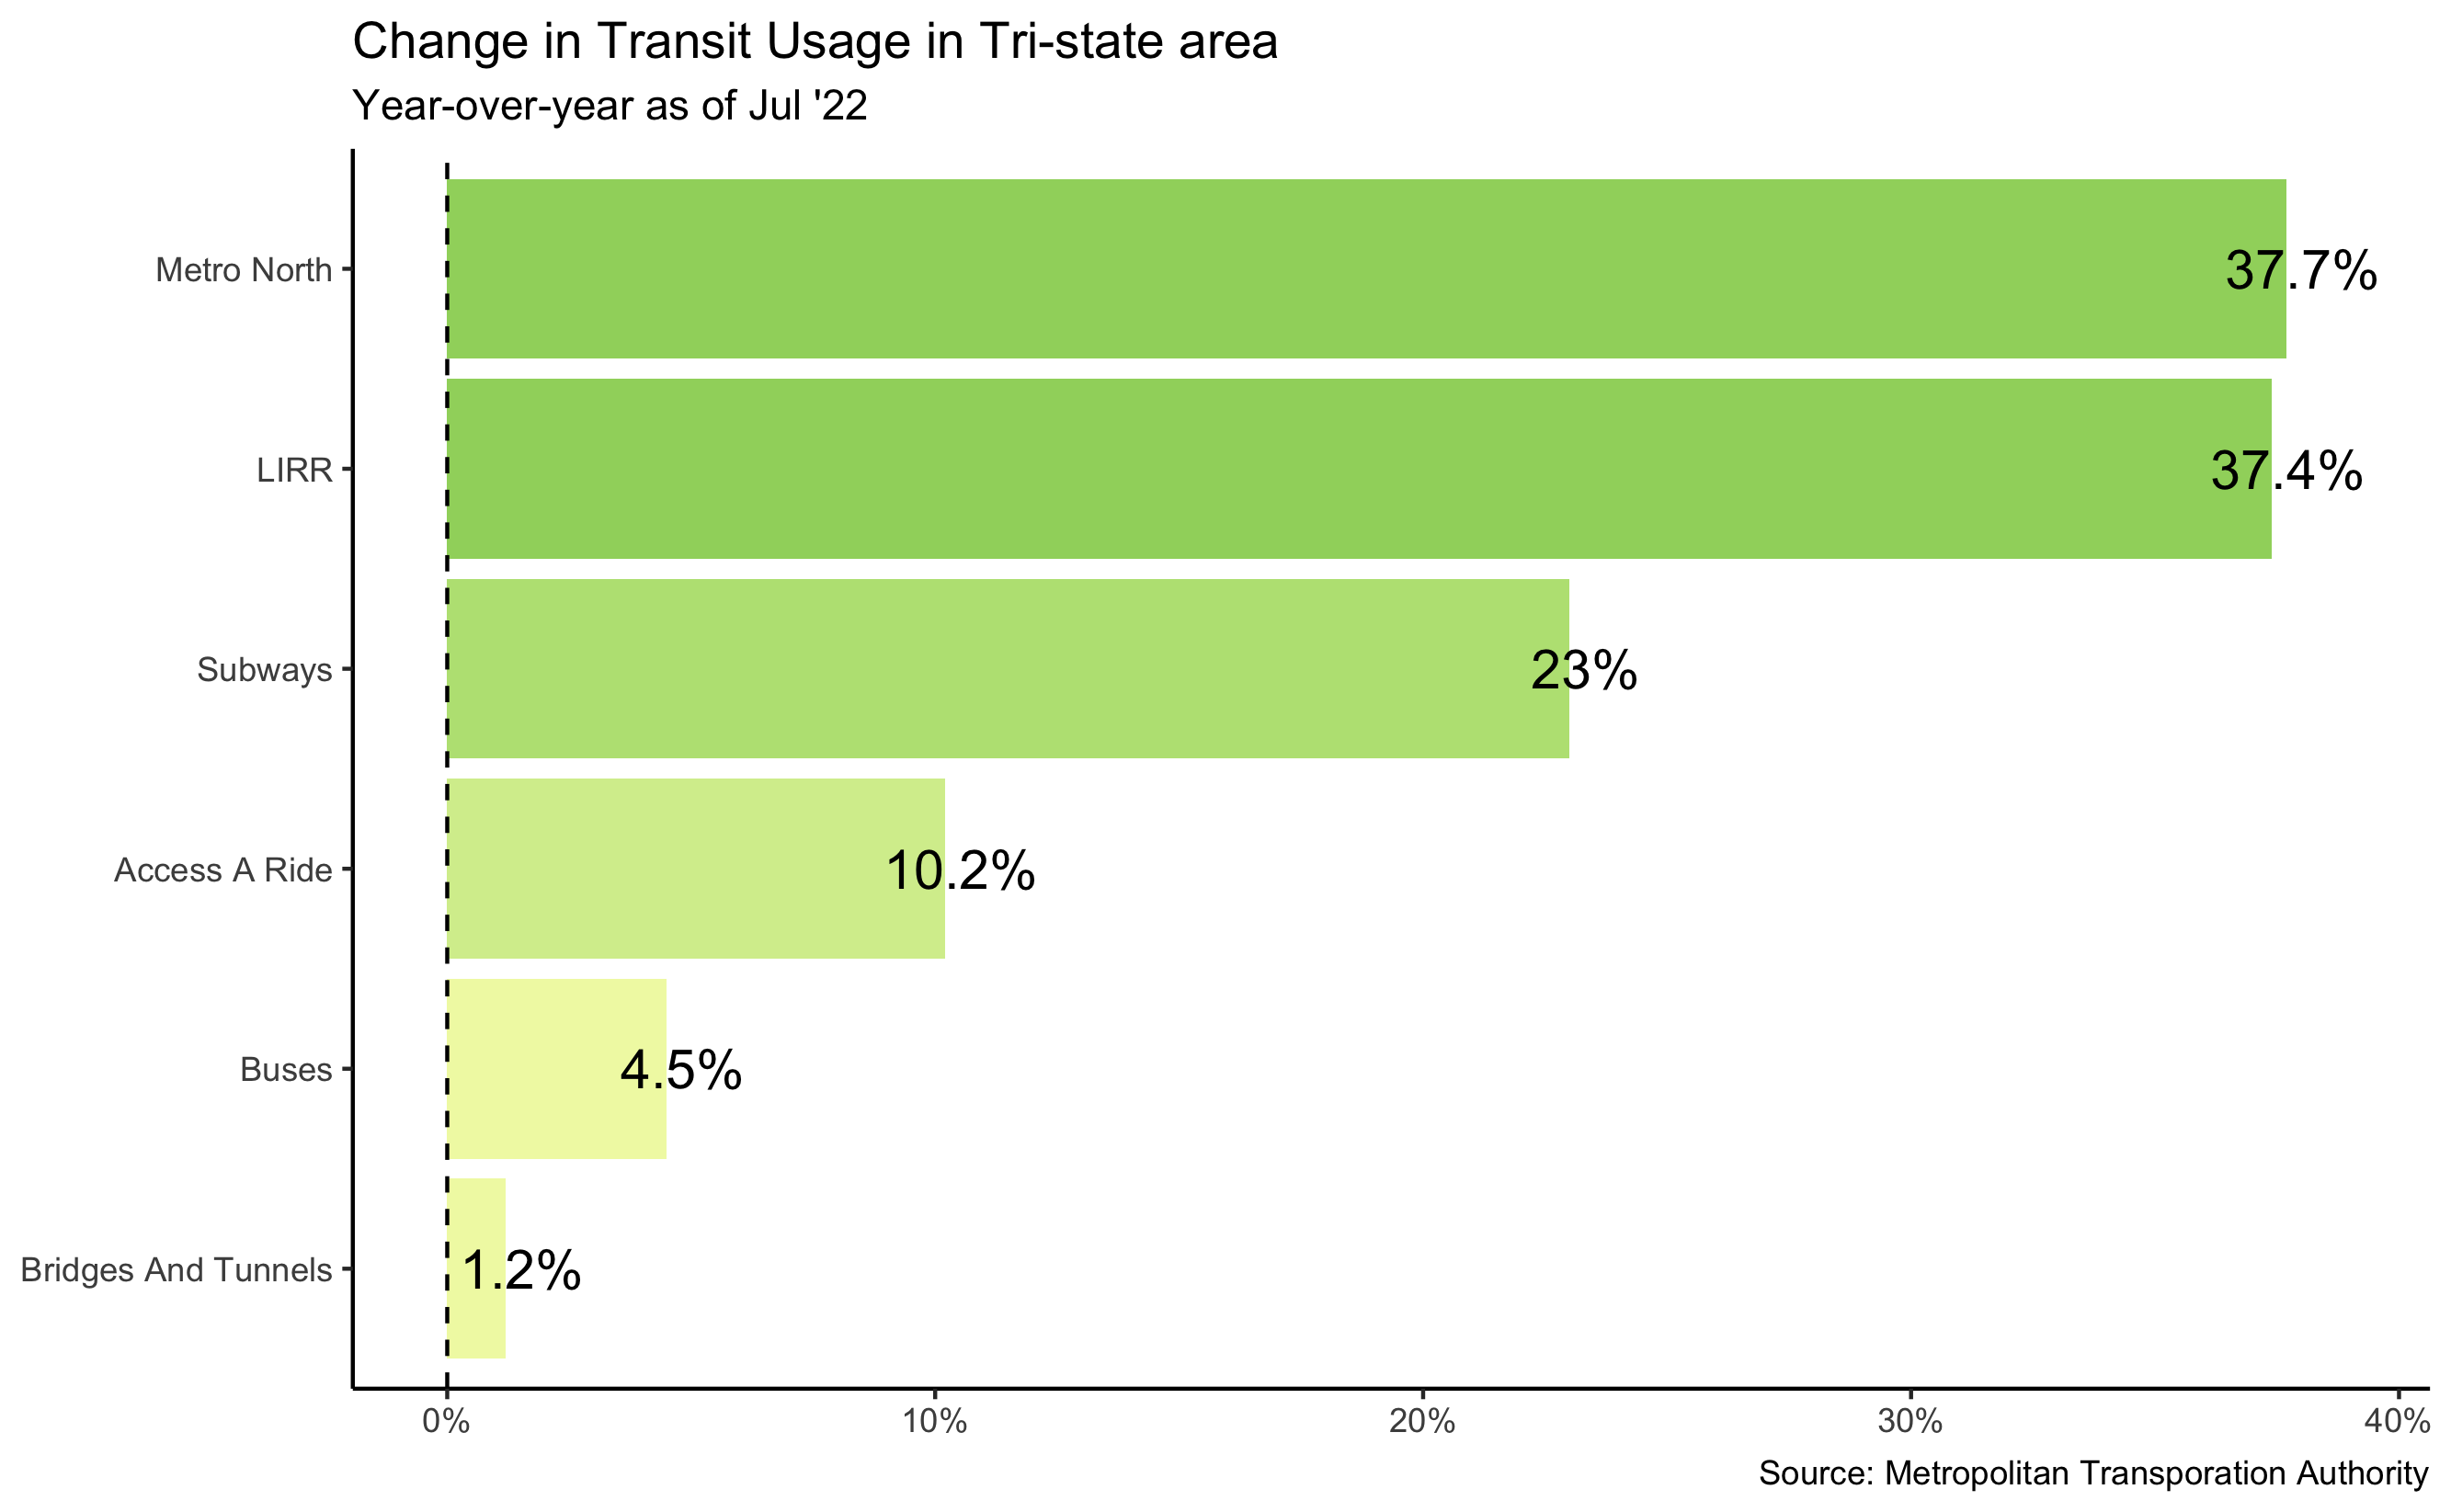 Change in Transit Usage in Tri-state area
Year-over-year as of Jul '22
Metro North
37.7%
LIRR
37.4%
Subways
23%
Access A Ride
10.2%
Buses
4.5%
Bridges And Tunnels
1.2%
0% 10% 20% 30% 40%
Source: Metropolitan Transporation Authority